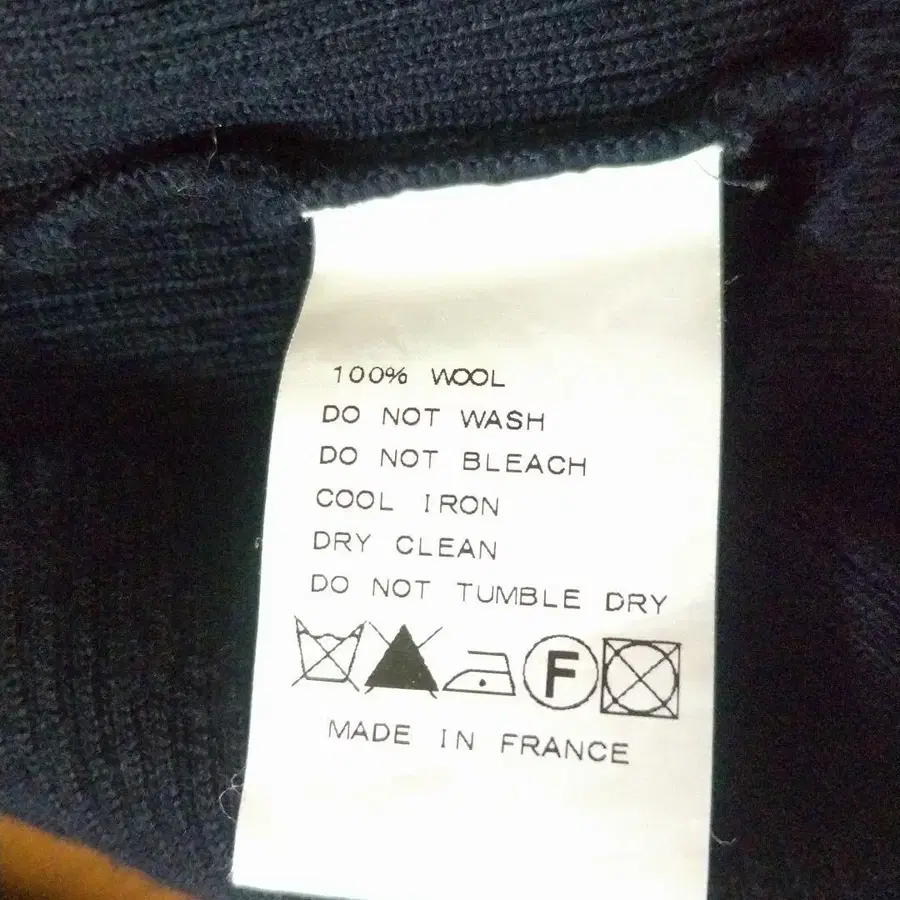 100% WOOL
DO NOT WASH
DO NOT BLEACH
COOL IRON
DRY CLEAN
DO NOT TUMBLE DRY
F
MADE IN FRANCE